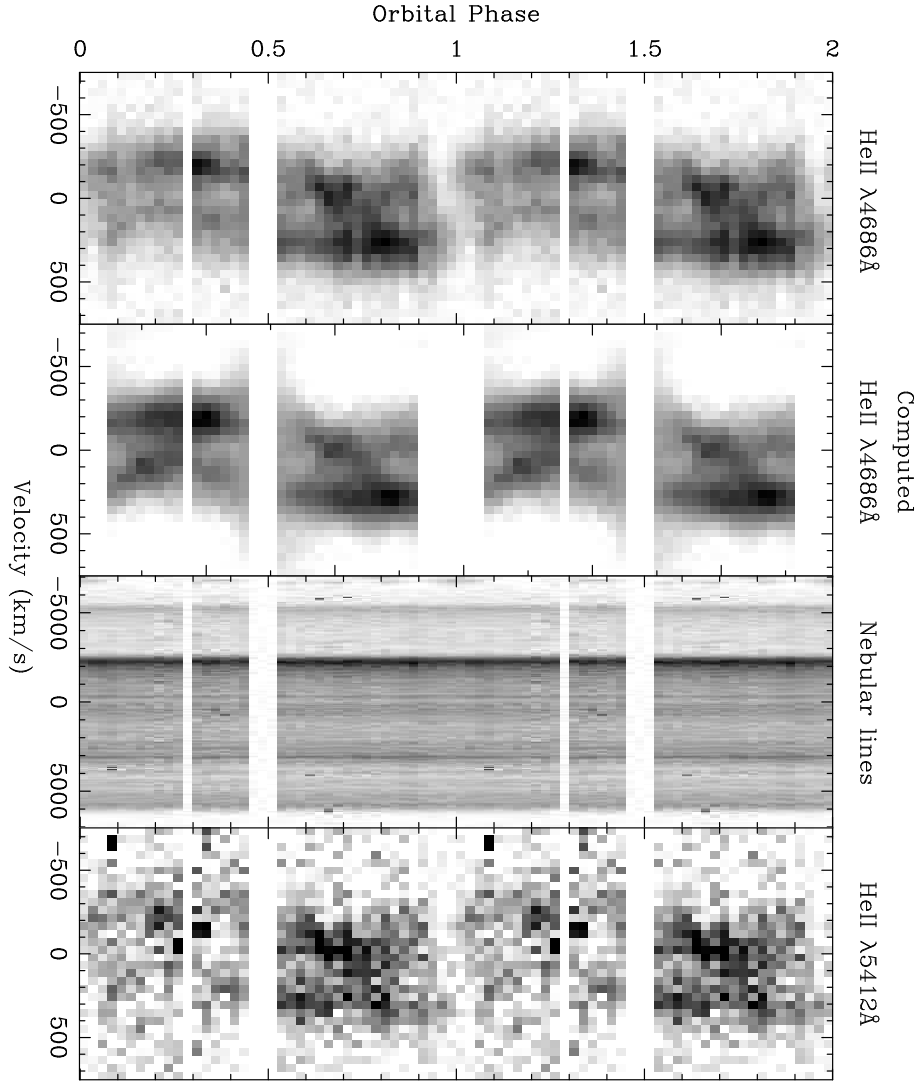 Orbital Phase
0 0.5 1 1.5 2
−500 0 500
HeII λ4686Å
−500 0 500
Computed
HeII λ4686Å
−5000 0 5000
Nebular lines
−500 0 500
HeII λ5412Å
Velocity (km/s)